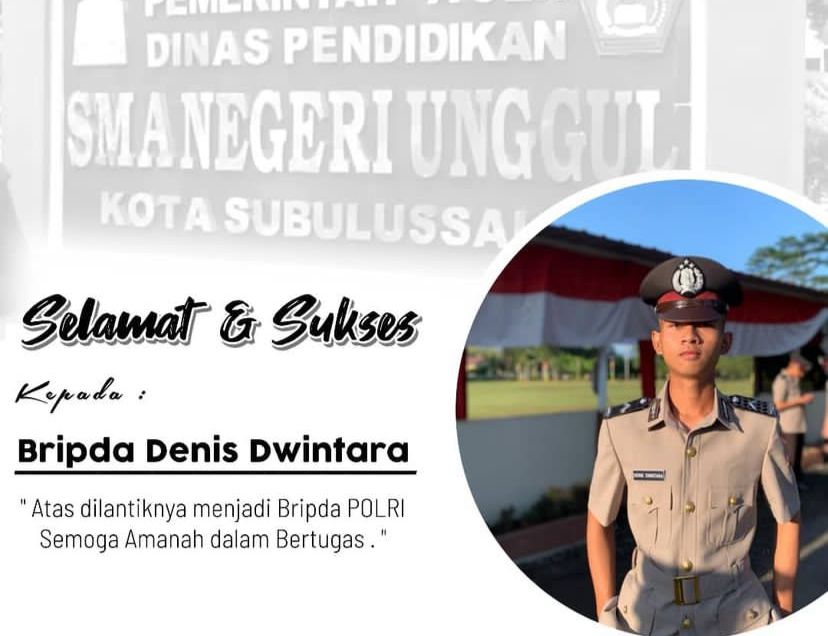 DINAS PENDIDIKAN
SMA NEGERI UNGGUL
KOTA SUBULUSSA
Selamat & Sukses
Kepada :
Bripda Denis Dwintara
" Atas dilantiknya menjadi Bripda POLRI
Semoga Amanah dalam Bertugas . "